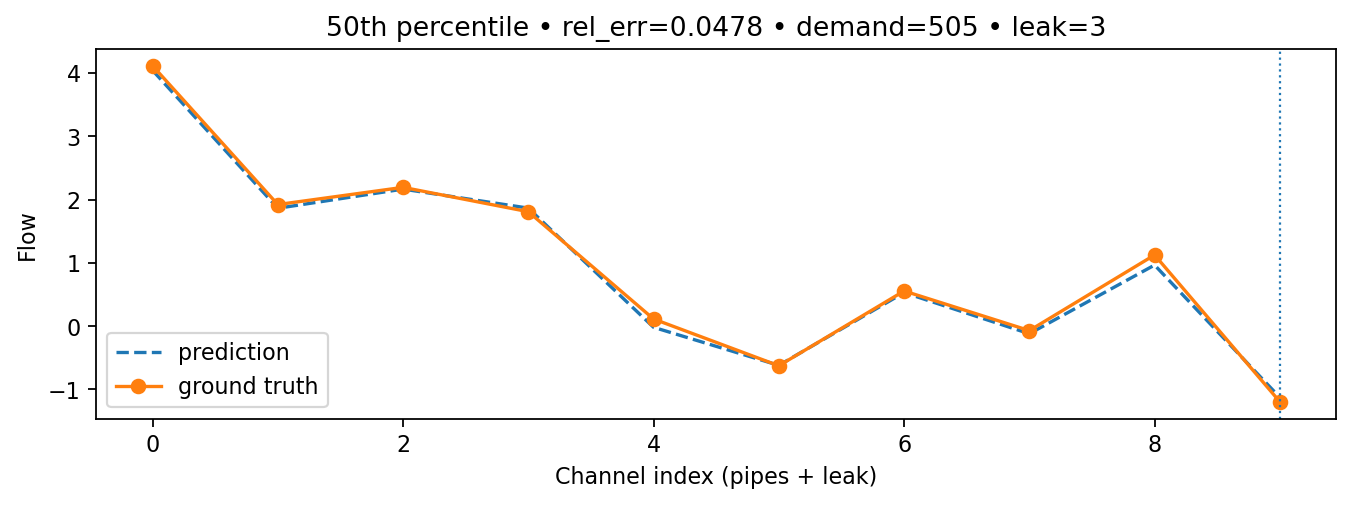 50th percentile • rel_err=0.0478 • demand=505 • leak=3
4
3
2
1
0
−1
Flow
prediction
ground truth
0 2 4 6 8
Channel index (pipes + leak)